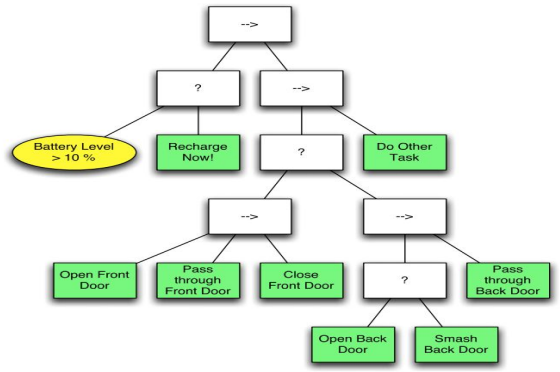 -->
?
-->
Battery Level
> 10 %
Recharge
Now!
?
Do Other
Task
-->
-->
Open Front
Door
Pass
through
Front Door
Close
Front Door
?
Pass
through
Back Door
Open Back
Door
Smash
Back Door